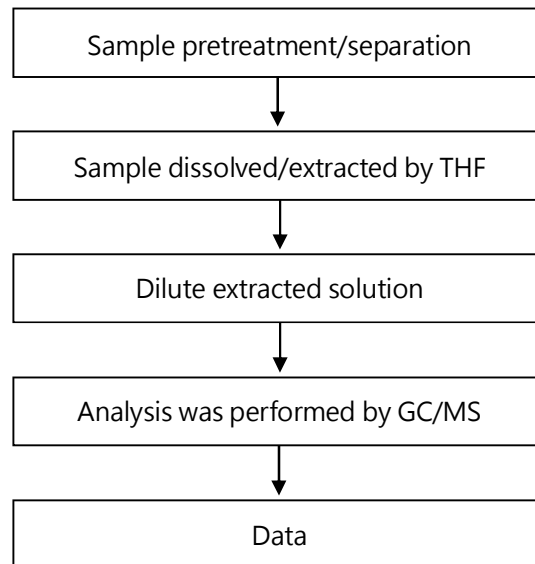 Sample pretreatment/separation
Sample dissolved/extracted by THF
Dilute extracted solution
Analysis was performed by GC/MS
Data